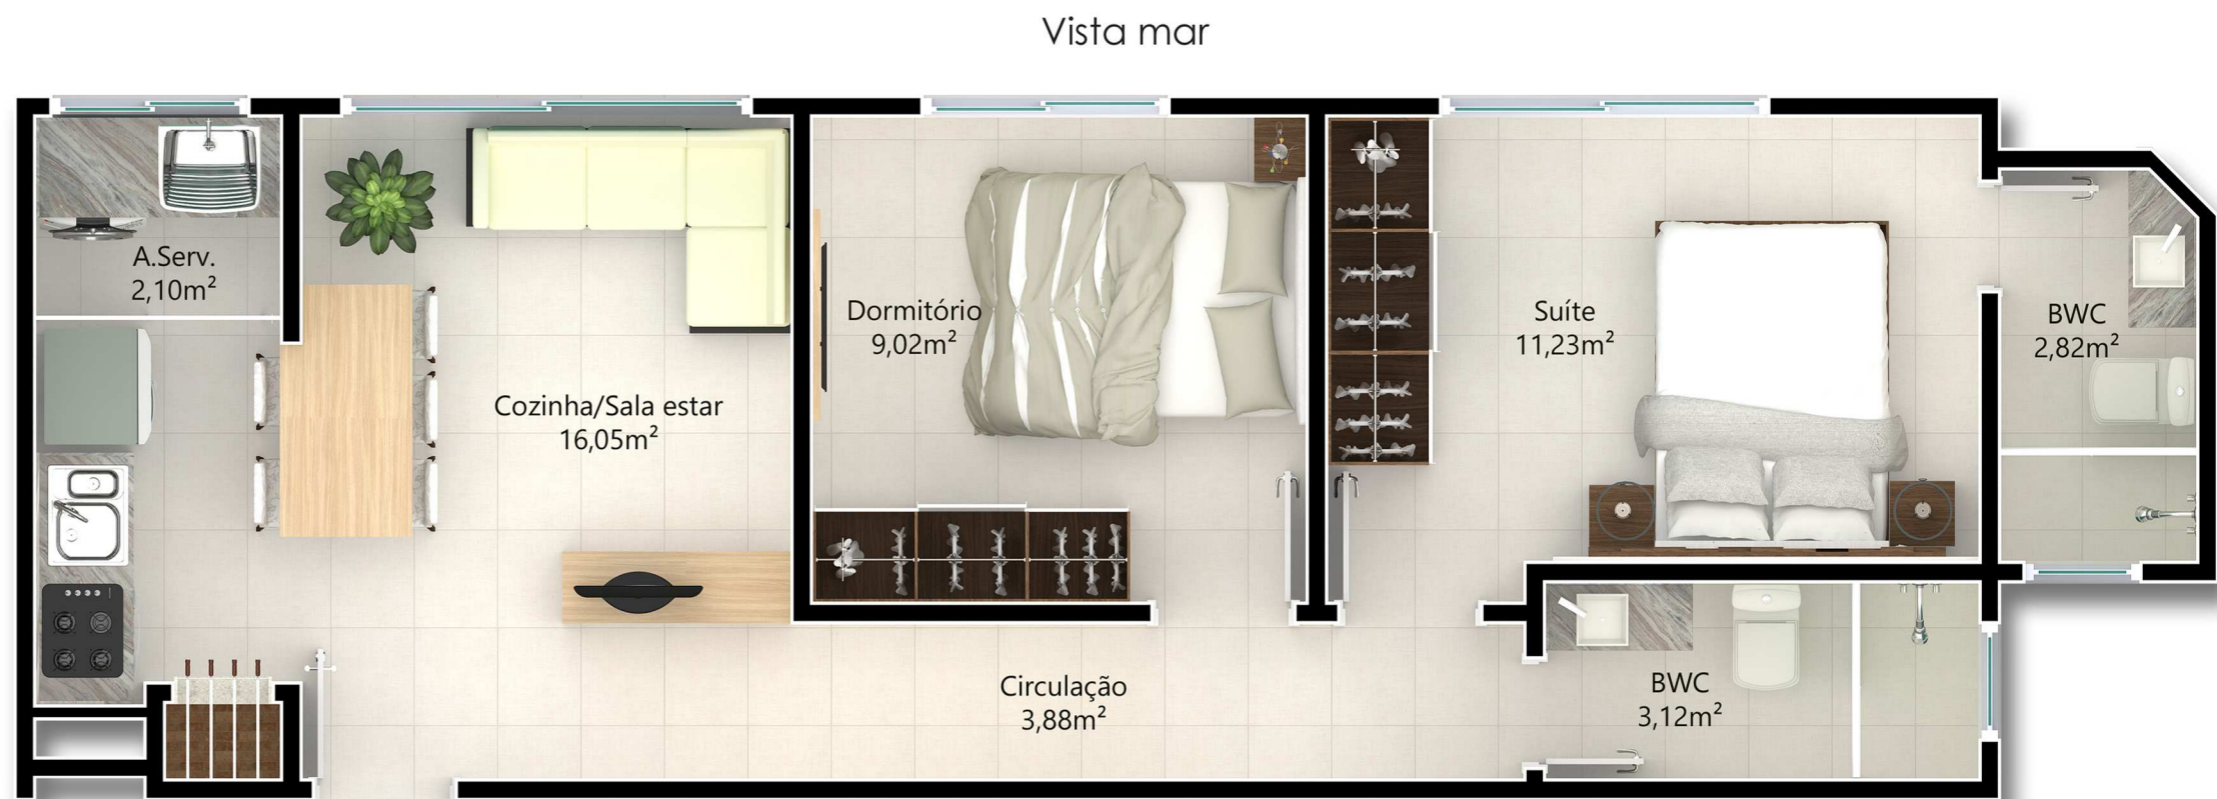 Vista mar
A.Serv.
2,10m²
Cozinha/Sala estar
16,05m²
Dormitório
9,02m²
Suíte
11,23m²
BWC
2,82m²
Circulação
3,88m²
BWC
3,12m²